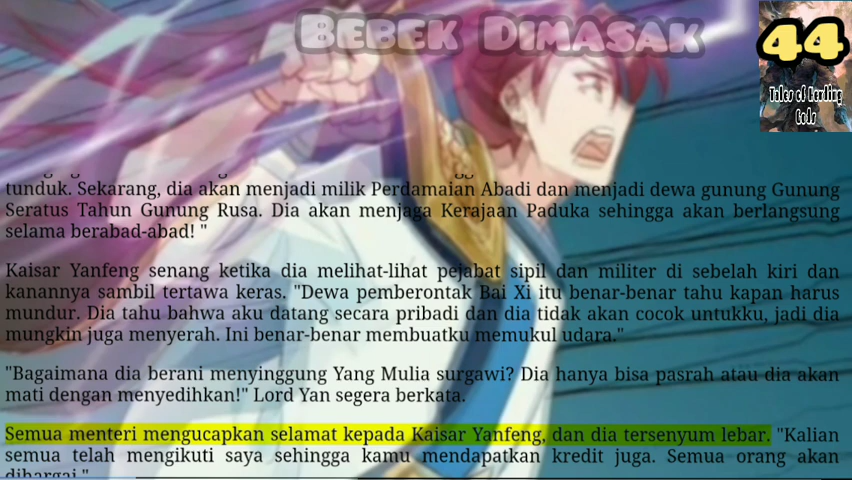 BEBEK DIMASAK
44
Tales of Herding
Gods
tunduk. Sekarang, dia akan menjadi milik Perdamaian Abadi dan menjadi dewa gunung Gunung
Seratus Tahun Gunung Rusa. Dia akan menjaga Kerajaan Paduka sehingga akan berlangsung
selama berabad-abad! "
Kaisar Yanfeng senang ketika dia melihat-lihat pejabat sipil dan militer di sebelah kiri dan
kanannya sambil tertawa keras. "Dewa pemberontak Bai Xi itu benar-benar tahu kapan harus
mundur. Dia tahu bahwa aku datang secara pribadi dan dia tidak akan cocok untukku, jadi dia
mungkin juga menyerah. Ini benar-benar membuatku memukul udara."
"Bagaimana dia berani menyinggung Yang Mulia surgawi? Dia hanya bisa pasrah atau dia akan
mati dengan menyedihkan!" Lord Yan segera berkata.
Semua menteri mengucapkan selamat kepada Kaisar Yanfeng, dan dia tersenyum lebar. "Kalian
semua telah mengikuti saya sehingga kamu mendapatkan kredit juga. Semua orang akan
dihargai."